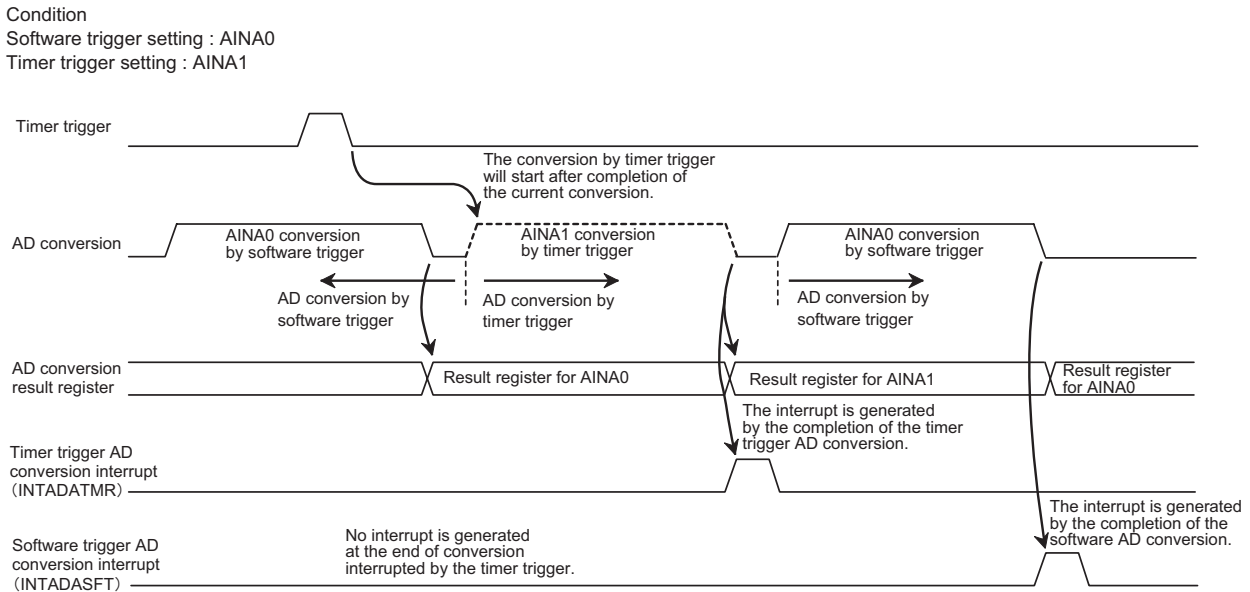 Condition
Software trigger setting : AINA0
Timer trigger setting : AINA1
Timer trigger
The conversion by timer trigger
will start after completion of
the current conversion.
AD conversion
AINA0 conversion
by software trigger
AINA1 conversion
by timer trigger
AINA0 conversion
by software trigger
AD conversion by
software trigger
AD conversion by
timer trigger
AD conversion by
software trigger
AD conversion
result register
Result register for AINA0
Result register for AINA1
Result register
for AINA0
The interrupt is generated
by the completion of the timer
trigger AD conversion.
Timer trigger AD
conversion interrupt
（INTADATMR）
The interrupt is generated
by the completion of the
software AD conversion.
No interrupt is generated
at the end of conversion
interrupted by the timer trigger.
Software trigger AD
conversion interrupt
（INTADASFT）